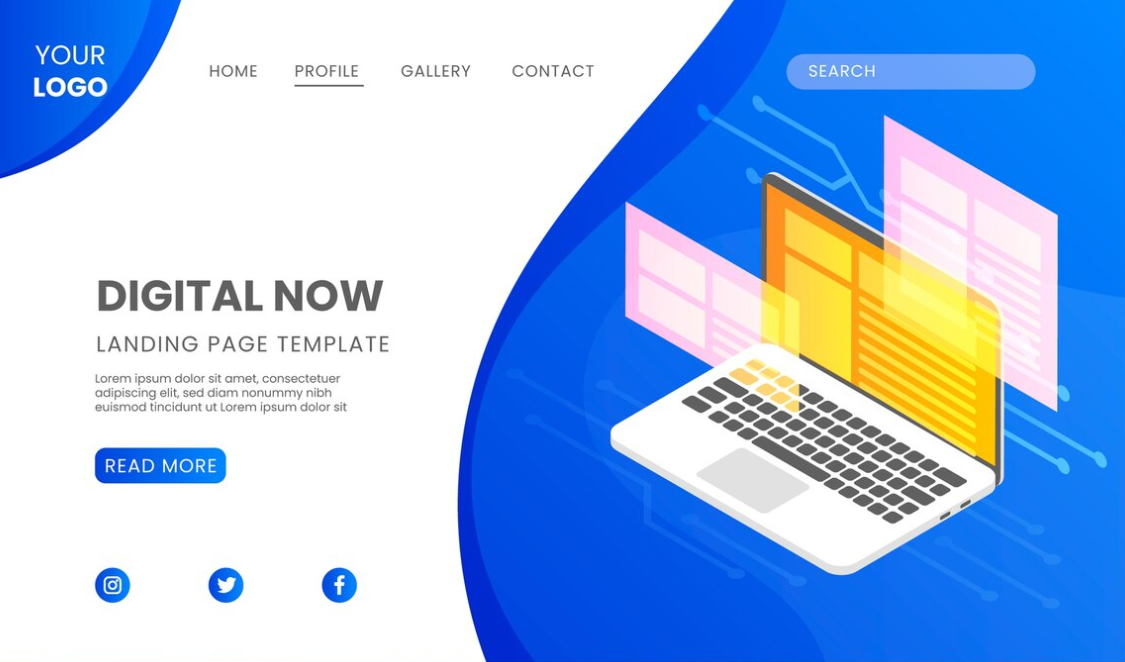 YOUR
LOGO
HOME PROFILE GALLERY CONTACT
SEARCH
DIGITAL NOW
LANDING PAGE TEMPLATE
Lorem ipsum dolor sit amet, consectetuer
adipiscing elit, sed diam nonummy nibh
euismod tincidunt ut Lorem ipsum dolor sit
READ MORE